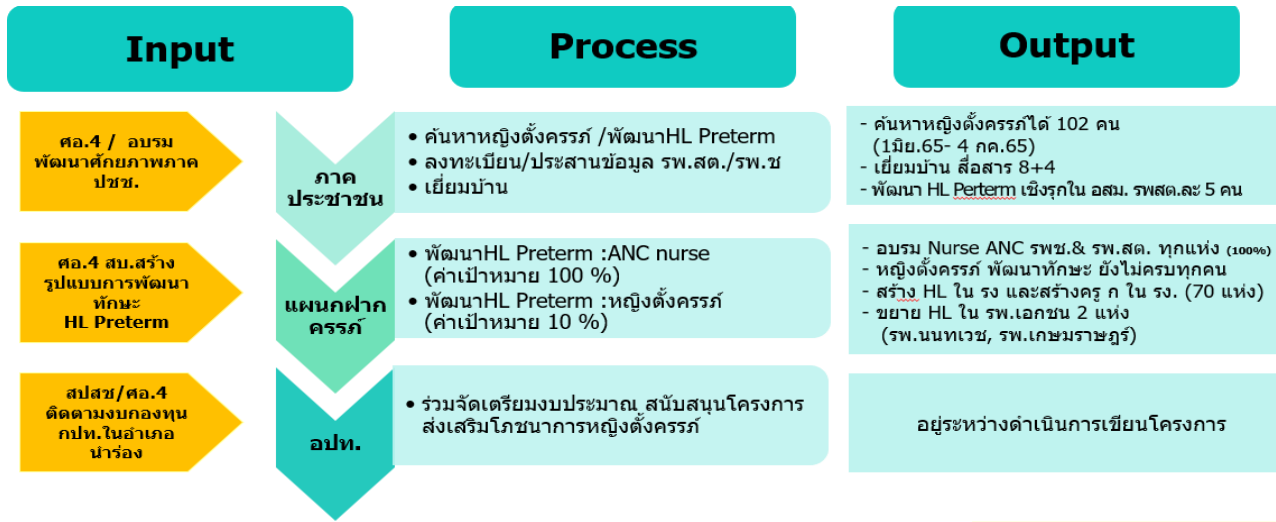 Input
Process
Output
ศอ.4 /  อบรม
พัฒนาศักยภาพภาค
ปชช.
ภาค
ประชาชน
• ค้นหาหญิงตั้งครรภ์ /พัฒนาHL Preterm
• ลงทะเบียน/ประสานข้อมูล รพ.สต./รพ.ช
• เยี่ยมบ้าน
- ค้นหาหญิงตั้งครรภ์ได้ 102 คน
(1มิย.65- 4 กค.65)
- เยี่ยมบ้าน สื่อสาร 8+4
- พัฒนา HL Perterm เชิงรุกใน อสม. รพสต.ละ 5 คน
ศอ.4 สบ.สร้าง
รูปแบบการพัฒนา
ทักษะ
HL Preterm
แผนกฝาก
ครรภ์
• พัฒนาHL Preterm :ANC nurse
(ค่าเป้าหมาย 100 %)
• พัฒนาHL Preterm :หญิงตั้งครรภ์
(ค่าเป้าหมาย 10 %)
- อบรม Nurse ANC รพช.& รพ.สต. ทุกแห่ง (100%)
- หญิงตั้งครรภ์ พัฒนาทักษะ ยังไม่ครบทุกคน
- สร้าง HL ใน รง และสร้างครู ก ใน รง. (70 แห่ง)
- ขยาย HL ใน รพ.เอกชน 2 แห่ง
(รพ.นนทเวช, รพ.เกษมราษฎร์)
สปสช/ศอ.4
ติดตามงบกองทุน
กปท.ในอำเภอ
นำร่อง
อปท.
• ร่วมจัดเตรียมงบประมาณ สนับสนุนโครงการ
ส่งเสริมโภชนาการหญิงตั้งครรภ์
อยู่ระหว่างดำเนินการเขียนโครงการ